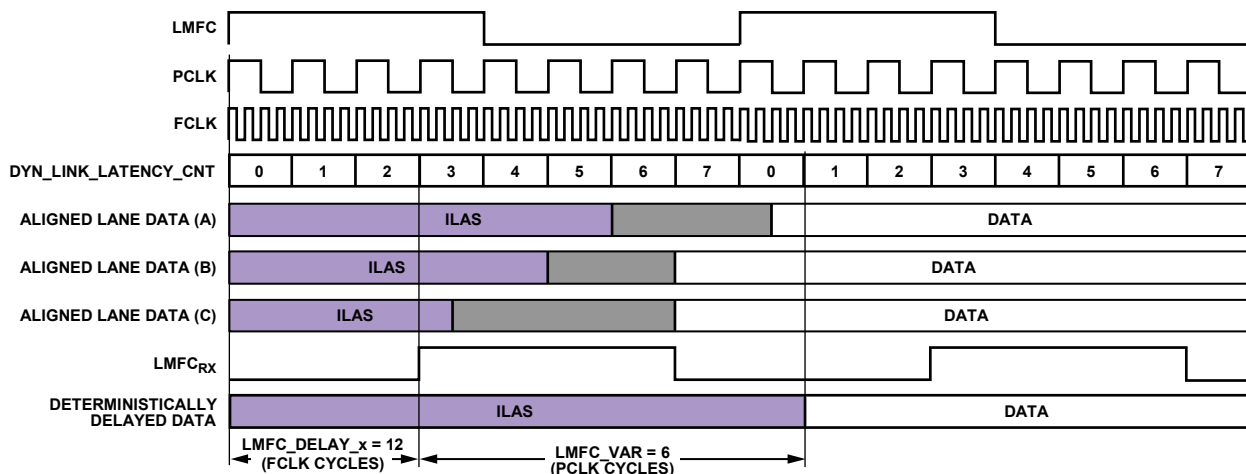 LMFC
PCLK
FCLK
DYN_LINK_LATENCY_CNT 0 1 2 3 4 5 6 7 0 1 2 3 4 5 6 7
ALIGNED LANE DATA (A) ILAS DATA
ALIGNED LANE DATA (B) ILAS DATA
ALIGNED LANE DATA (C) ILAS DATA
LMFCRX
DETERMINISTICALLY
DELAYED DATA
ILAS DATA
LMFC_DELAY_x = 12
(FCLK CYCLES)
LMFC_VAR = 6
(PCLK CYCLES)